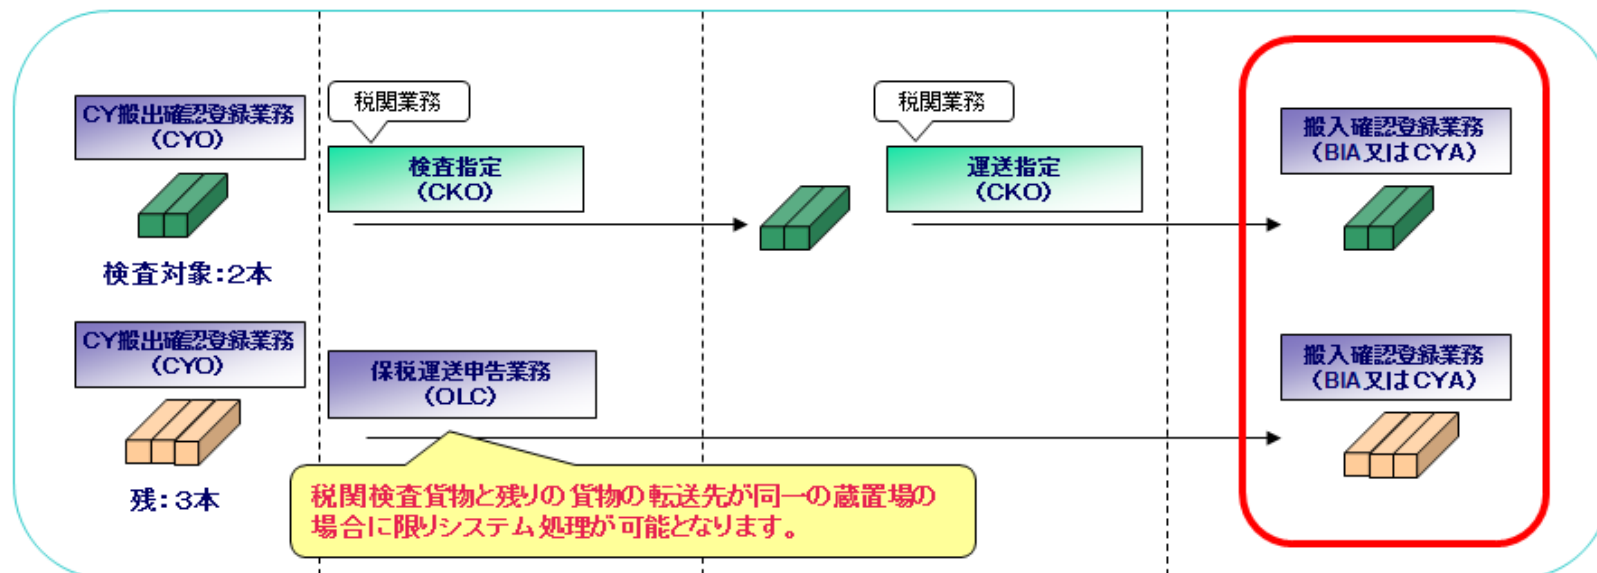 CY搬出確認登録業務
(CYO)
検査対象:2本
税関業務
検査指定
(CKO)
税関業務
運送指定
(CKO)
搬入確認登録業務
(BIA又はCYA)
CY搬出確認登録業務
(CYO)
残:3本
保税運送申告業務
(OLC)
税関検査貨物と残りの貨物の転送先が同一の蔵置場の
場合に限りシステム処理が可能となります。
搬入確認登録業務
(BIA又はCYA)